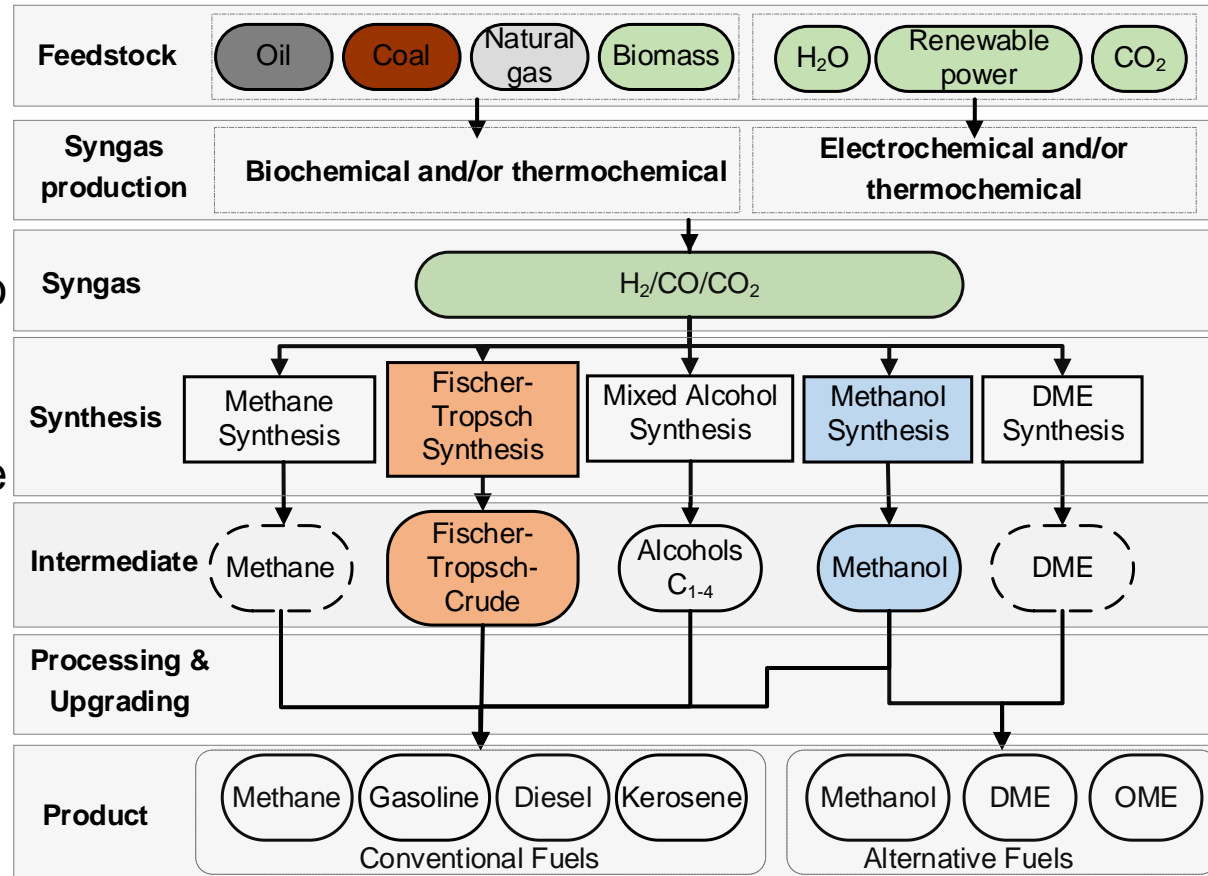 Feedstock
Oil
Coal
Natural
gas
Biomass
H₂O
Renewable
power
CO₂
Syngas
production
Biochemical and/or thermochemical
Electrochemical and/or
thermochemical
Syngas
H₂/CO/CO₂
Synthesis
Methane
Synthesis
Fischer-
Tropsch
Synthesis
Mixed Alcohol
Synthesis
Methanol
Synthesis
DME
Synthesis
Intermediate
Methane
Fischer-
Tropsch-
Crude
Alcohols
C₁₋₄
Methanol
DME
Processing &
Upgrading
Product
Methane
Gasoline
Diesel
Kerosene
Conventional Fuels
Methanol
DME
OME
Alternative Fuels